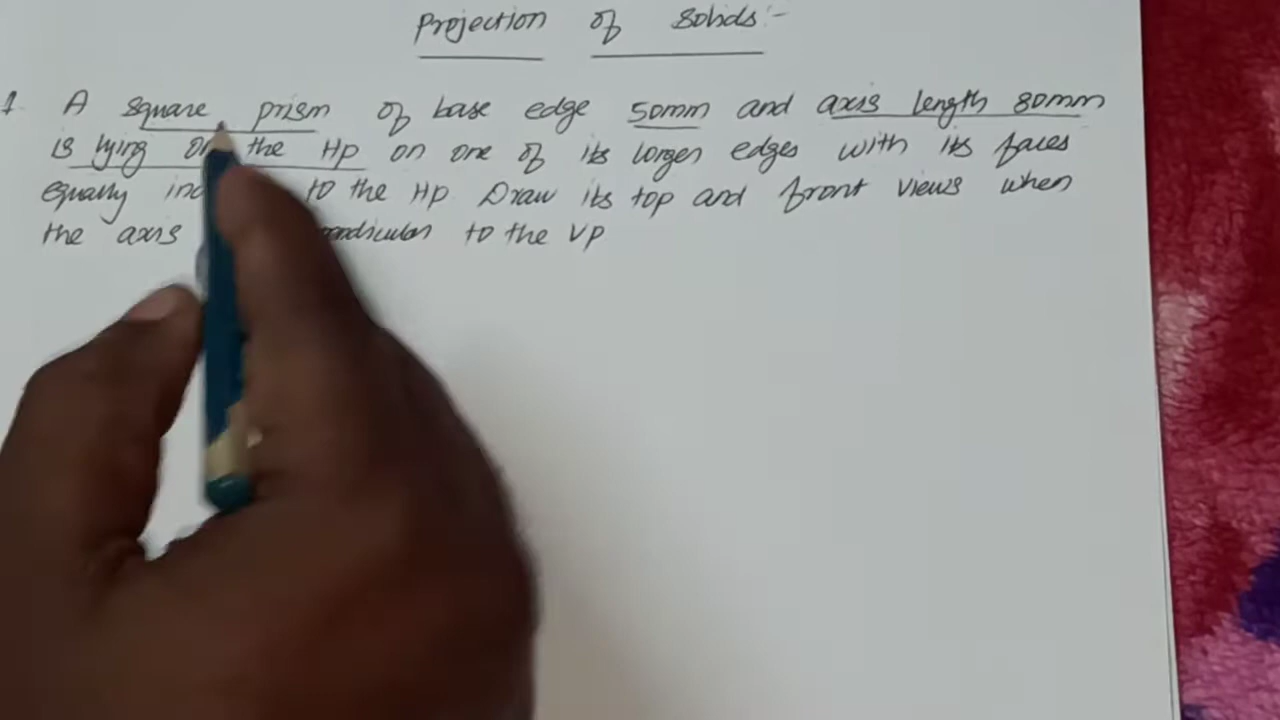 Projection of Solids:-
1 A square prism of base edge 50mm and axis length 80mm
is lying on the Hp on one of its longer edges with its faces
equally to the Hp Draw its top and front views when
the axis to the VP